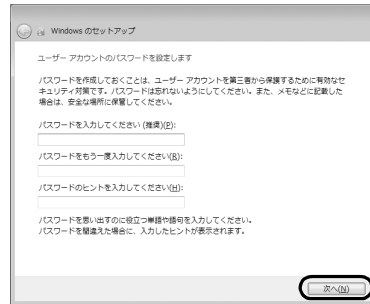 Windows のセットアップ
ユーザー アカウントのパスワードを設定します
パスワードを作成しておくことは、ユーザー アカウントを第三者から保護するために有効なセ
キュリティ対策です。パスワードは忘れないようにしてください。また、メモなどに記載した
場合は、安全な場所に保管してください。
パスワードを入力してください (推奨)(P):
パスワードをもう一度入力してください(R):
パスワードのヒントを入力してください(H):
パスワードを思い出すのに役立つ単語や語句を入力してください。
パスワードを間違えた場合に、入力したヒントが表示されます。
次へ(N)